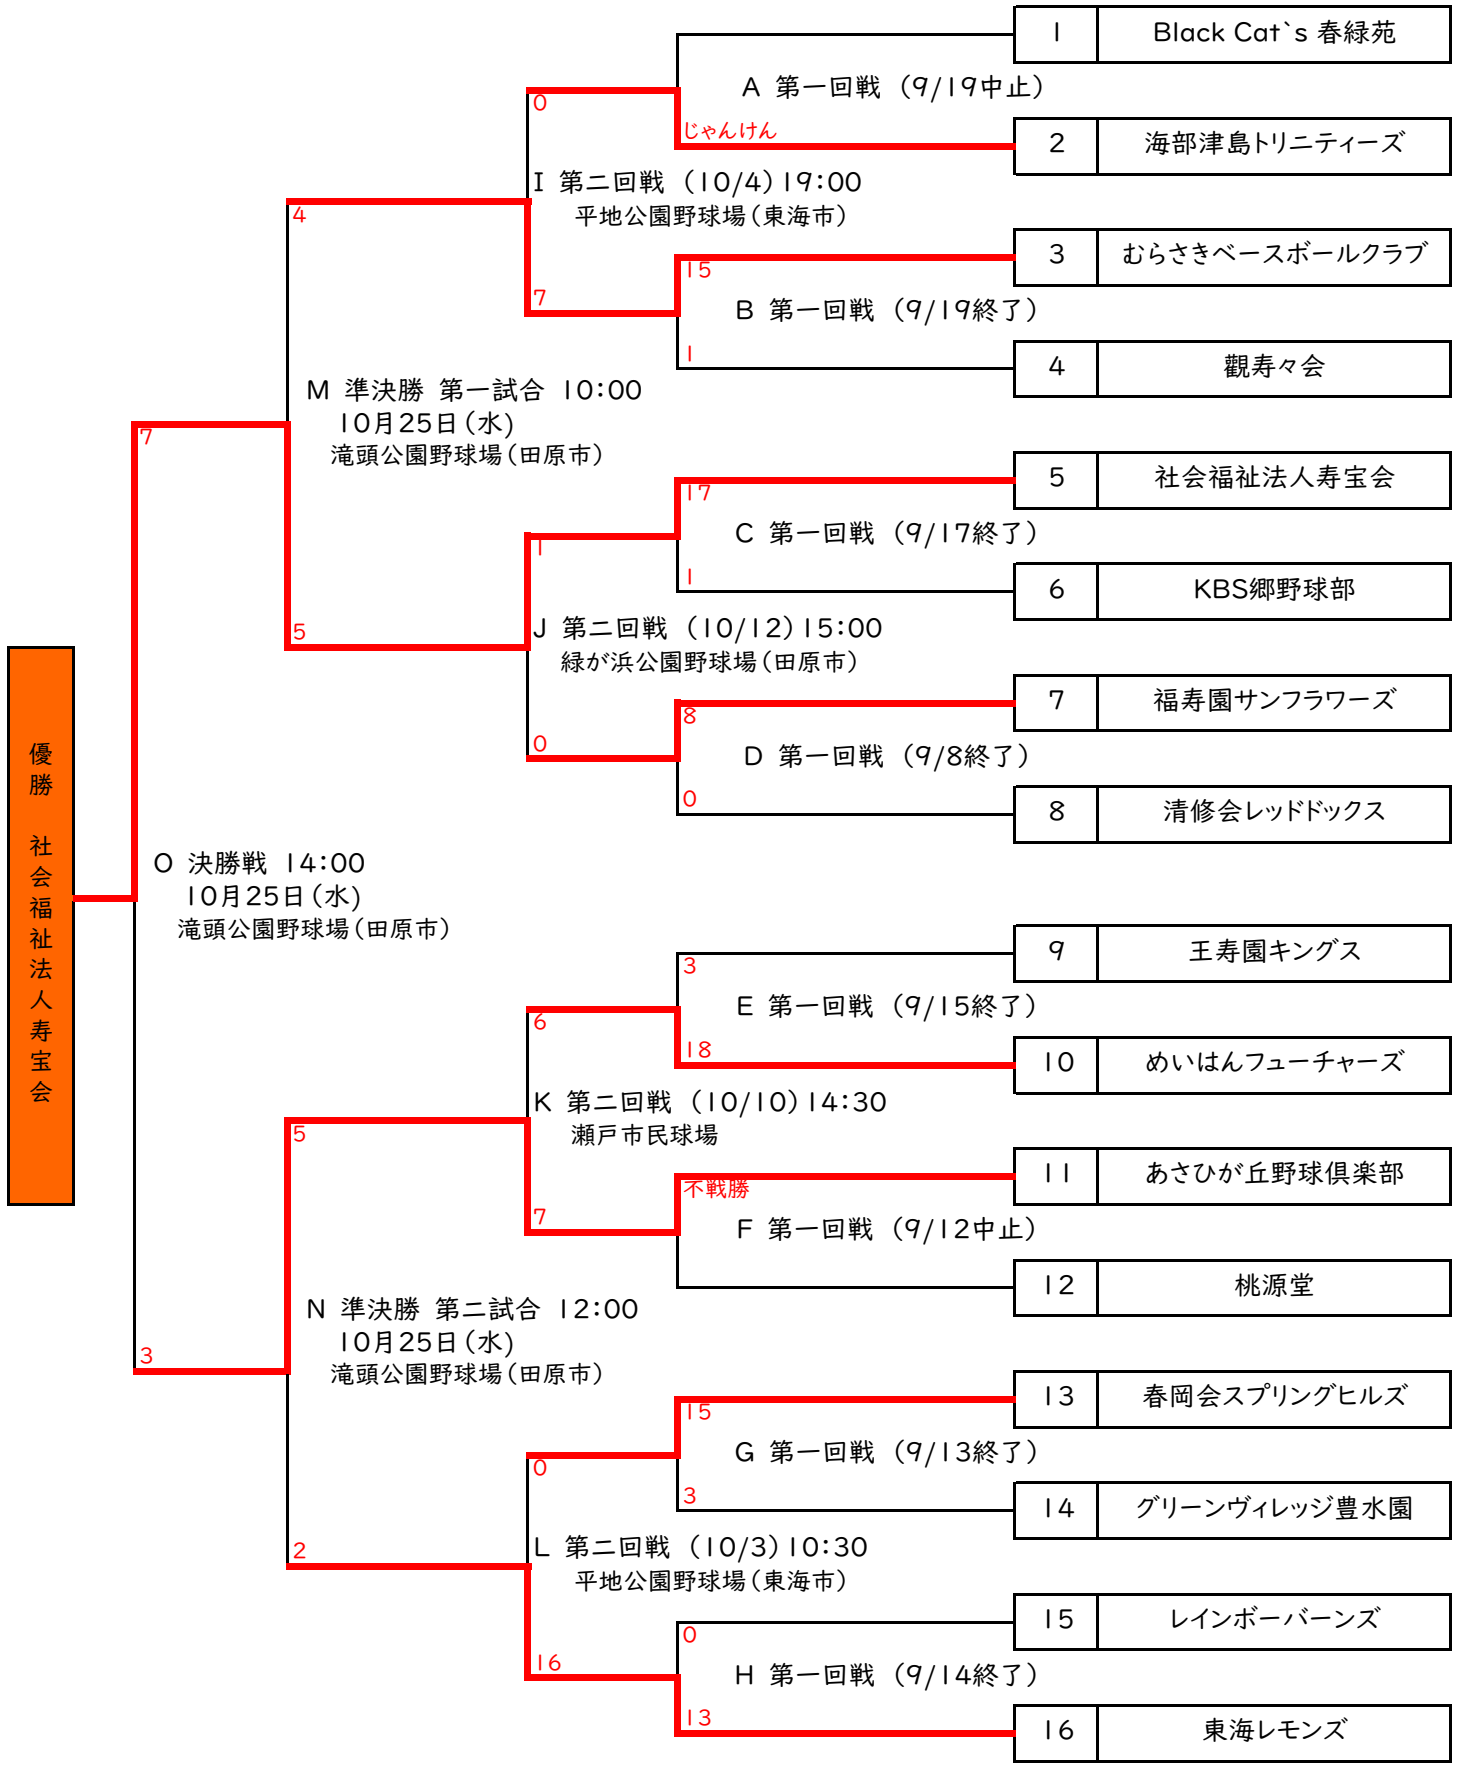 1 Black Cat`s 春緑苑
A 第一回戦 (9/19中止)
0
じゃんけん
2 海部津島トリニティーズ
I 第二回戦 (10/4)19:00
平地公園野球場(東海市)
4
3 むらさきベースボールクラブ
15
7
B 第一回戦 (9/19終了)
1
4 觀寿々会
M 準決勝 第一試合 10:00
10月25日(水)
滝頭公園野球場(田原市)
7
5 社会福祉法人寿宝会
17
C 第一回戦 (9/17終了)
1
1
6 KBS郷野球部
5
J 第二回戦 (10/12)15:00
緑が浜公園野球場(田原市)
7 福寿園サンフラワーズ
8
0
D 第一回戦 (9/8終了)
0
8 清修会レッドドックス
優勝 社会福祉法人寿宝会
O 決勝戦 14:00
10月25日(水)
滝頭公園野球場(田原市)
9 王寿園キングス
3
E 第一回戦 (9/15終了)
6
18
10 めいはんフューチャーズ
K 第二回戦 (10/10)14:30
瀬戸市民球場
5
11 あさひが丘野球倶楽部
不戦勝
7
F 第一回戦 (9/12中止)
12 桃源堂
N 準決勝 第二試合 12:00
10月25日(水)
滝頭公園野球場(田原市)
3
13 春岡会スプリングヒルズ
15
G 第一回戦 (9/13終了)
0
3
14 グリーンヴィレッジ豊水園
2
L 第二回戦 (10/3)10:30
平地公園野球場(東海市)
15 レインボーバーンズ
0
16
H 第一回戦 (9/14終了)
13
16 東海レモンズ